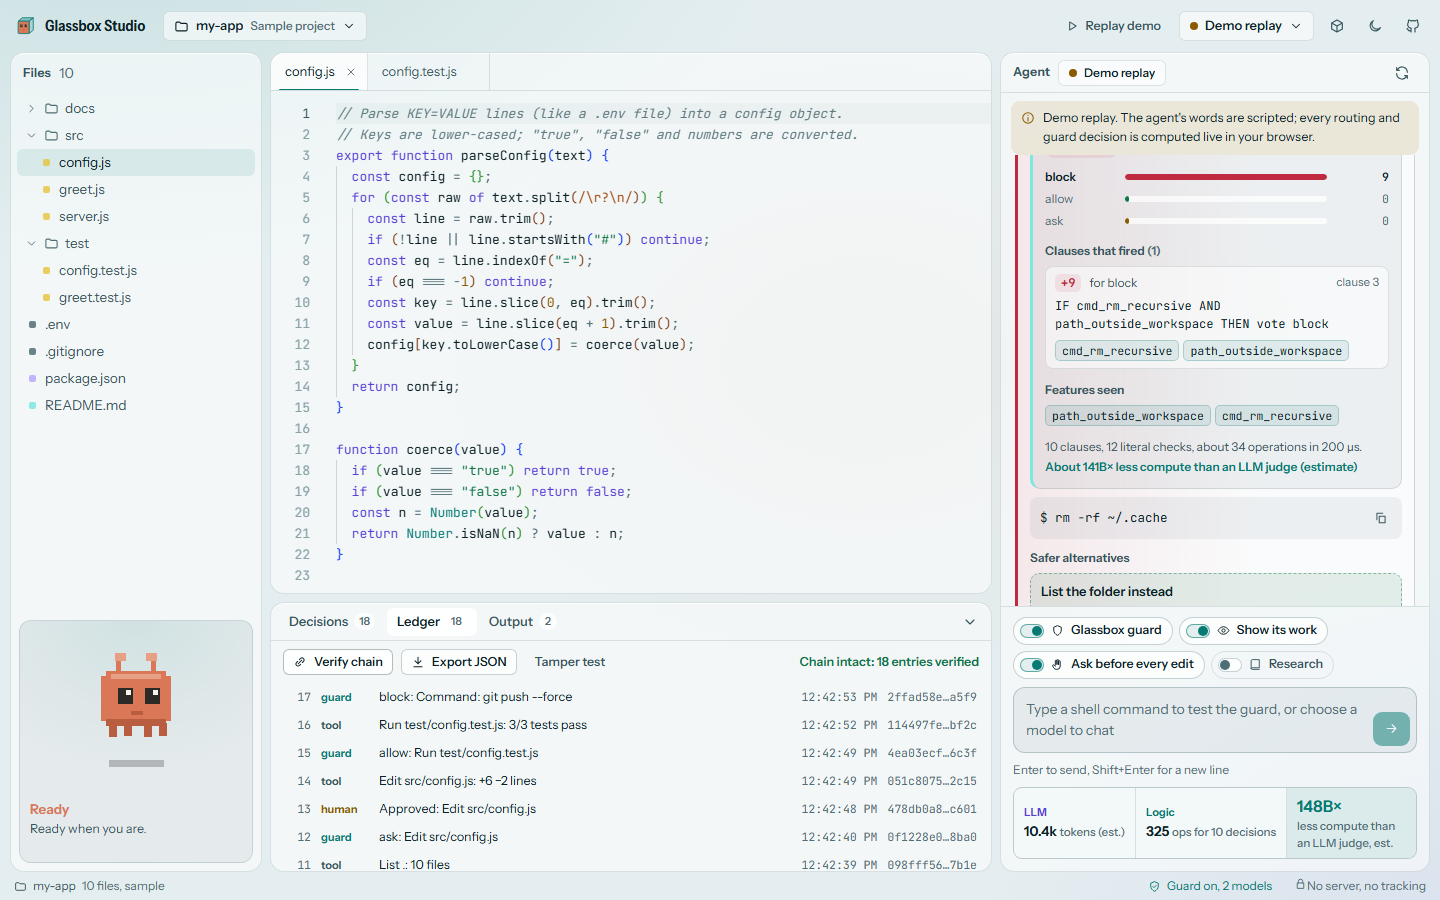 Glassbox Studio
my-app Sample project
Replay demo
Demo replay
Files 10
docs
src
config.js
greet.js
server.js
test
config.test.js
greet.test.js
.env
.gitignore
package.json
README.md
Ready
Ready when you are.
config.js
config.test.js
1 // Parse KEY=VALUE lines (like a .env file) into a config object.
2 // Keys are lower-cased; "true", "false" and numbers are converted.
3 export function parseConfig(text) {
4 const config = {};
5 for (const raw of text.split(/\r?\n/)) {
6 const line = raw.trim();
7 if (!line || line.startsWith("#")) continue;
8 const eq = line.indexOf("=");
9 if (eq === -1) continue;
10 const key = line.slice(0, eq).trim();
11 const value = line.slice(eq + 1).trim();
12 config[key.toLowerCase()] = coerce(value);
13 }
14 return config;
15 }
16
17 function coerce(value) {
18 if (value === "true") return true;
19 if (value === "false") return false;
20 const n = Number(value);
21 return Number.isNaN(n) ? value : n;
22 }
23
Decisions 18
Ledger 18
Output 2
Verify chain
Export JSON
Tamper test
Chain intact: 18 entries verified
17 guard block: Command: git push --force 12:42:53 PM 2ffad58e…a5f9
16 tool Run test/config.test.js: 3/3 tests pass 12:42:52 PM 114497fe…bf2c
15 guard allow: Run test/config.test.js 12:42:49 PM 4ea03ecf…6c3f
14 tool Edit src/config.js: +6 −2 lines 12:42:49 PM 051c8075…2c15
13 human Approved: Edit src/config.js 12:42:48 PM 478db0a8…c601
12 guard ask: Edit src/config.js 12:42:40 PM 0f1228e0…8ba0
11 tool List .: 10 files 12:42:39 PM 098fff56…7b1e
Agent
Demo replay
Demo replay. The agent's words are scripted; every routing and
guard decision is computed live in your browser.
block 9
allow 0
ask 0
Clauses that fired (1)
+9 for block clause 3
IF cmd_rm_recursive AND
path_outside_workspace THEN vote block
cmd_rm_recursive path_outside_workspace
Features seen
path_outside_workspace cmd_rm_recursive
10 clauses, 12 literal checks, about 34 operations in 200 µs.
About 141B× less compute than an LLM judge (estimate)
$ rm -rf ~/.cache
Safer alternatives
List the folder instead
Glassbox guard
Show its work
Ask before every edit
Research
Type a shell command to test the guard, or choose a
model to chat
Enter to send, Shift+Enter for a new line
LLM
10.4k tokens (est.)
Logic
325 ops for 10 decisions
148B×
less compute than
an LLM judge, est.
my-app 10 files, sample
Guard on, 2 models
No server, no tracking